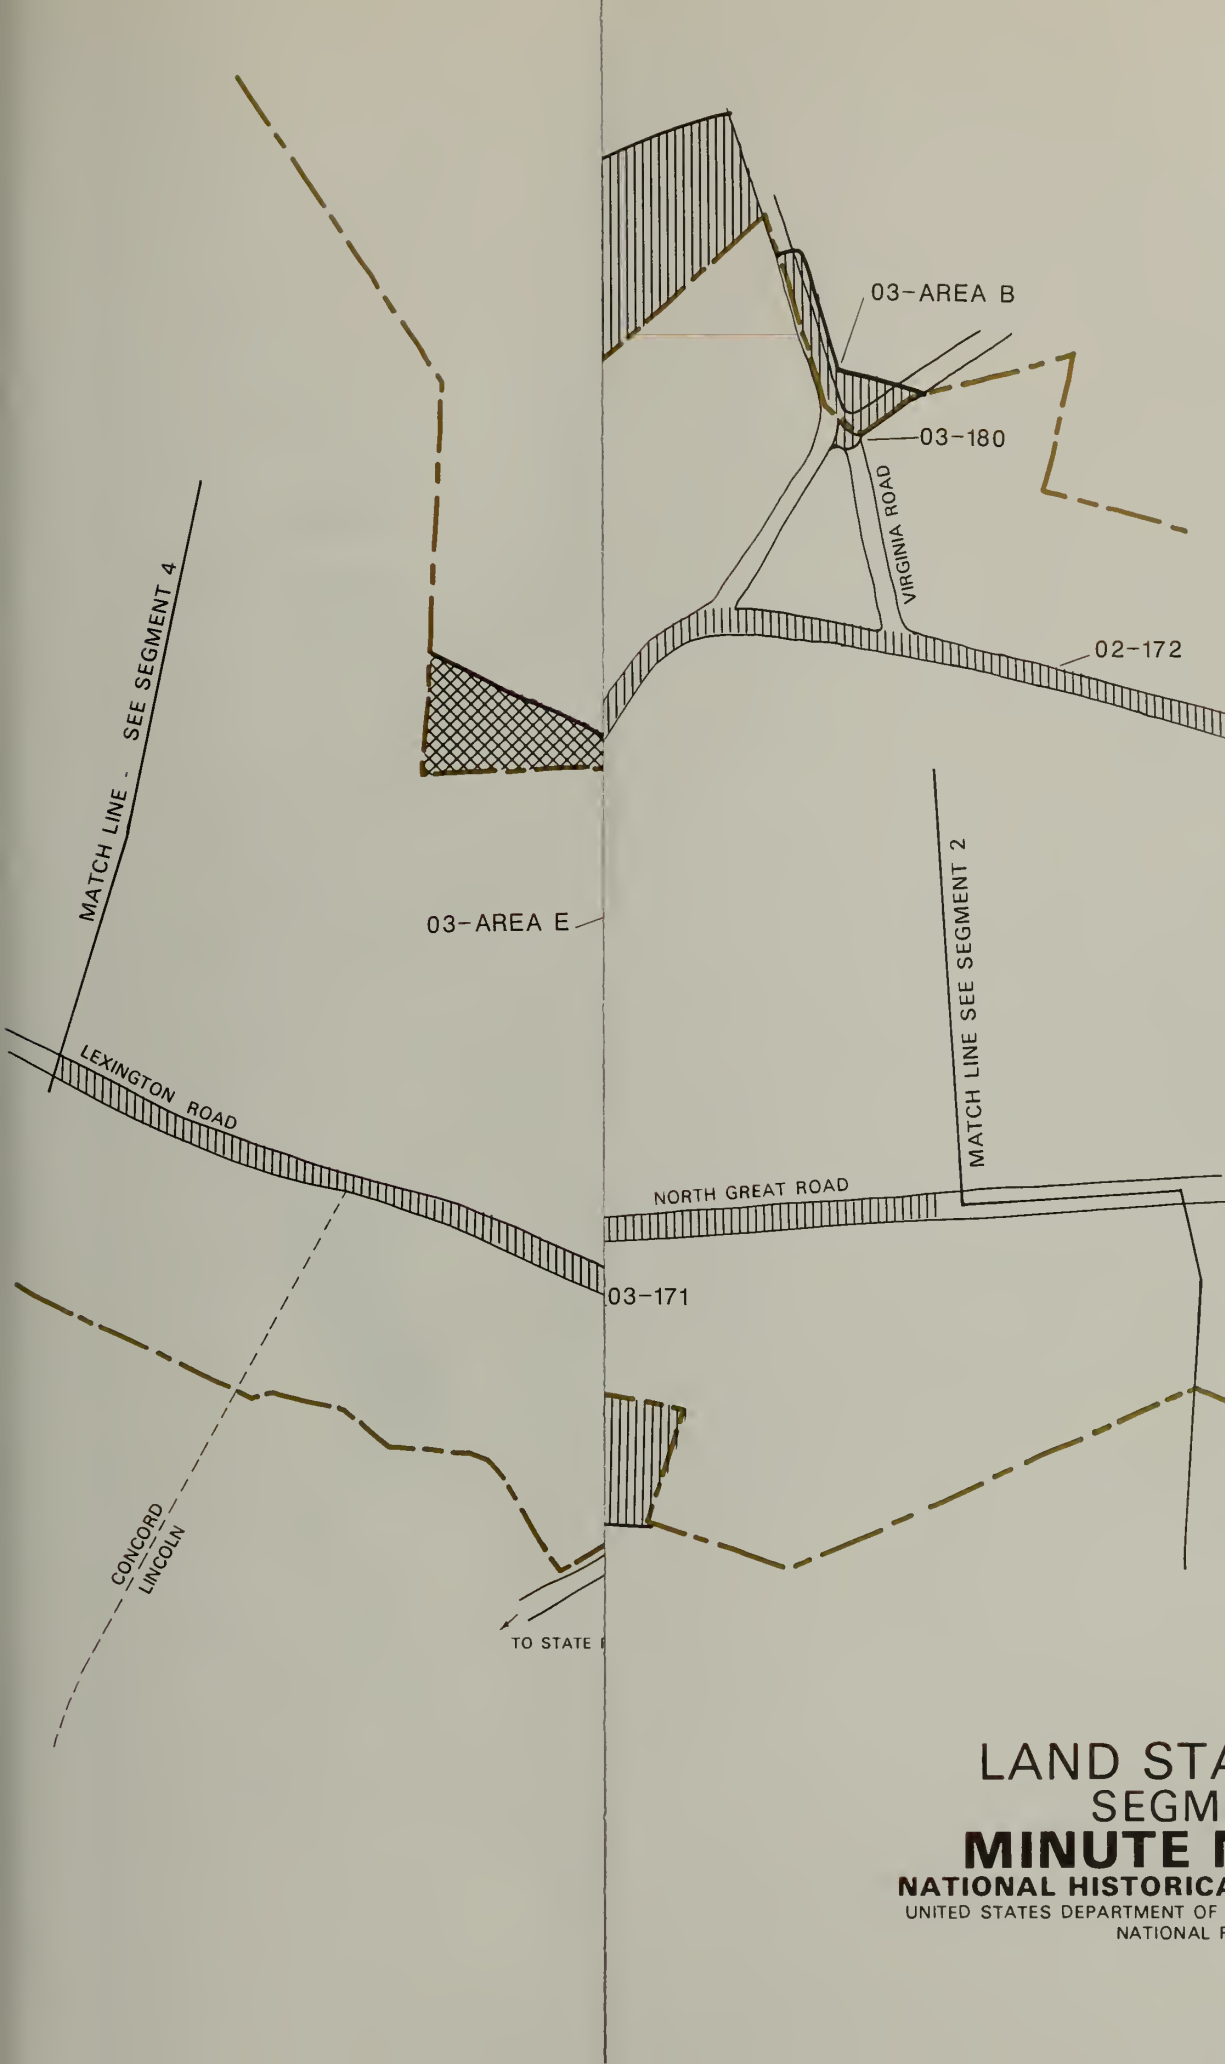 03-AREA B
03-180
VIRGINIA ROAD
MATCH LINE - SEE SEGMENT 4
02-172
MATCH LINE SEE SEGMENT 2
03-AREA E
LEXINGTON ROAD
NORTH GREAT ROAD
03-171
CONCORD
LINCOLN
TO STATE
LAND STA
SEGM
MINUTE
NATIONAL HISTORICA
UNITED STATES DEPARTMENT OF
NATIONAL